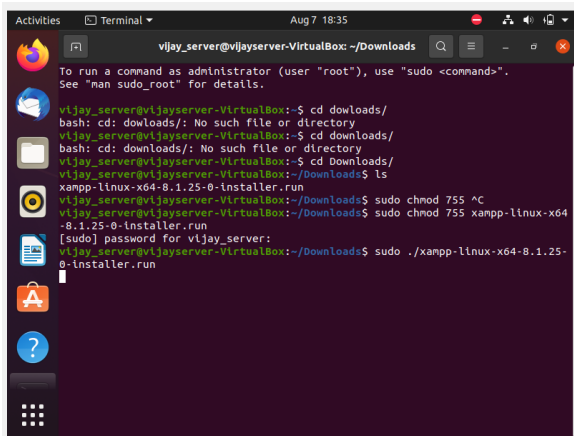 Activities
Terminal
Aug 7 18:35
vijay_server@vijayserver-VirtualBox: ~/Downloads
To run a command as administrator (user "root"), use "sudo <command>".
See "man sudo_root" for details.
vijay_server@vijayserver-VirtualBox:~$ cd dowloads/
bash: cd: dowloads/: No such file or directory
vijay_server@vijayserver-VirtualBox:~$ cd downloads/
bash: cd: downloads/: No such file or directory
vijay_server@vijayserver-VirtualBox:~$ cd Downloads/
vijay_server@vijayserver-VirtualBox:~/Downloads$ ls
xampp-linux-x64-8.1.25-0-installer.run
vijay_server@vijayserver-VirtualBox:~/Downloads$ sudo chmod 755 ^C
vijay_server@vijayserver-VirtualBox:~/Downloads$ sudo chmod 755 xampp-linux-x64
-8.1.25-0-installer.run
[sudo] password for vijay_server:
vijay_server@vijayserver-VirtualBox:~/Downloads$ sudo ./xampp-linux-x64-8.1.25-
0-installer.run